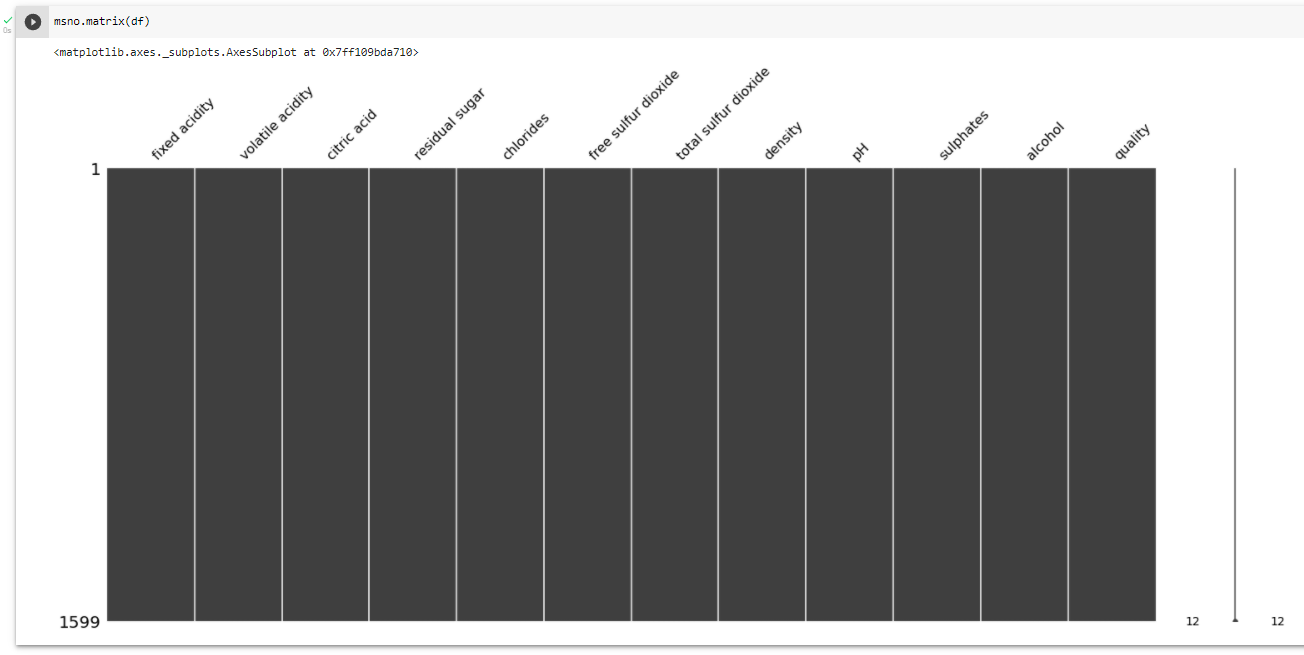 msno.matrix(df)
0s
<matplotlib.axes._subplots.AxesSubplot at 0x7ff109bda710>
fixed acidity volatile acidity citric acid residual sugar chlorides free sulfur dioxide total sulfur dioxide density pH sulphates alcohol quality
1
1599 12 12